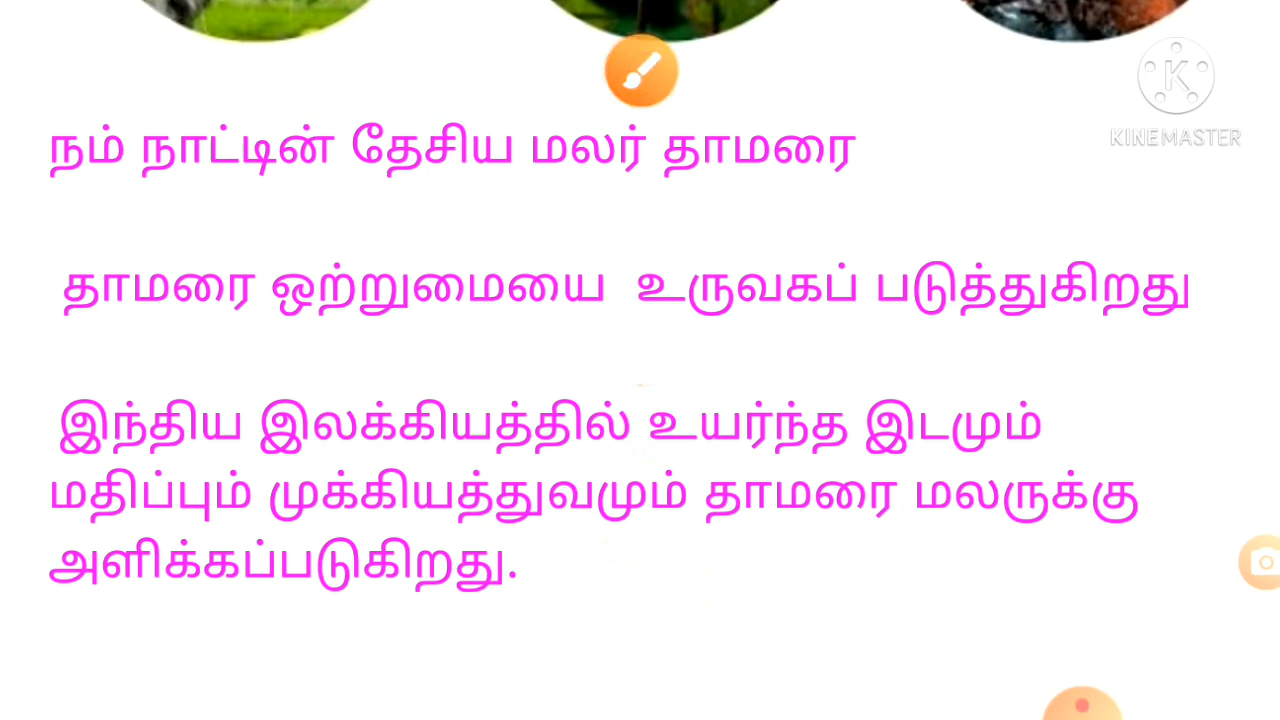 KINEMASTER
நம் நாட்டின் தேசிய மலர் தாமரை
தாமரை ஒற்றுமையை உருவகப் படுத்துகிறது
இந்திய இலக்கியத்தில் உயர்ந்த இடமும்
மதிப்பும் முக்கியத்துவமும் தாமரை மலருக்கு
அளிக்கப்படுகிறது.